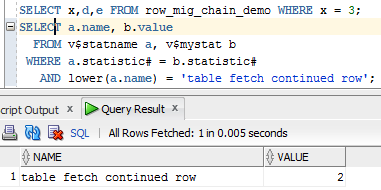 SELECT x,d,e FROM row_mig_chain_demo WHERE x = 3;
SELECT a.name, b.value
FROM v$statname a, v$mystat b
WHERE a.statistic# = b.statistic#
AND lower(a.name) = 'table fetch continued row';
cript Output x Query Result x
SQL | All Rows Fetched: 1 in 0.005 seconds
NAME VALUE
1 table fetch continued row 2